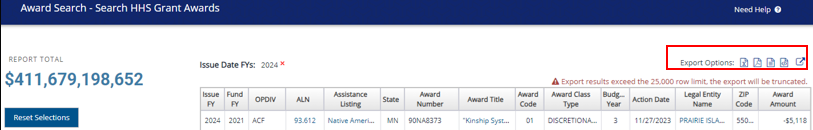 Award Search - Search HHS Grant Awards
Need Help ?
REPORT TOTAL
$411,679,198,652
Issue Date FYs: 2024 ×
Export Options:
Export results exceed the 25,000 row limit, the export will be truncated.
Issue FY Fund FY OPDIV ALN Assistance Listing State Award Number Award Title Award Code Award Class Type Budg... Year Action Date Legal Entity Name ZIP Code Award Amount
2024 2021 ACF 93.612 Native Ameri... MN 90NA8373 "Kinship Syst... 01 DISCRETIONA... 3 11/27/2023 PRAIRIE ISLA... 550... -$5,118
Reset Selections